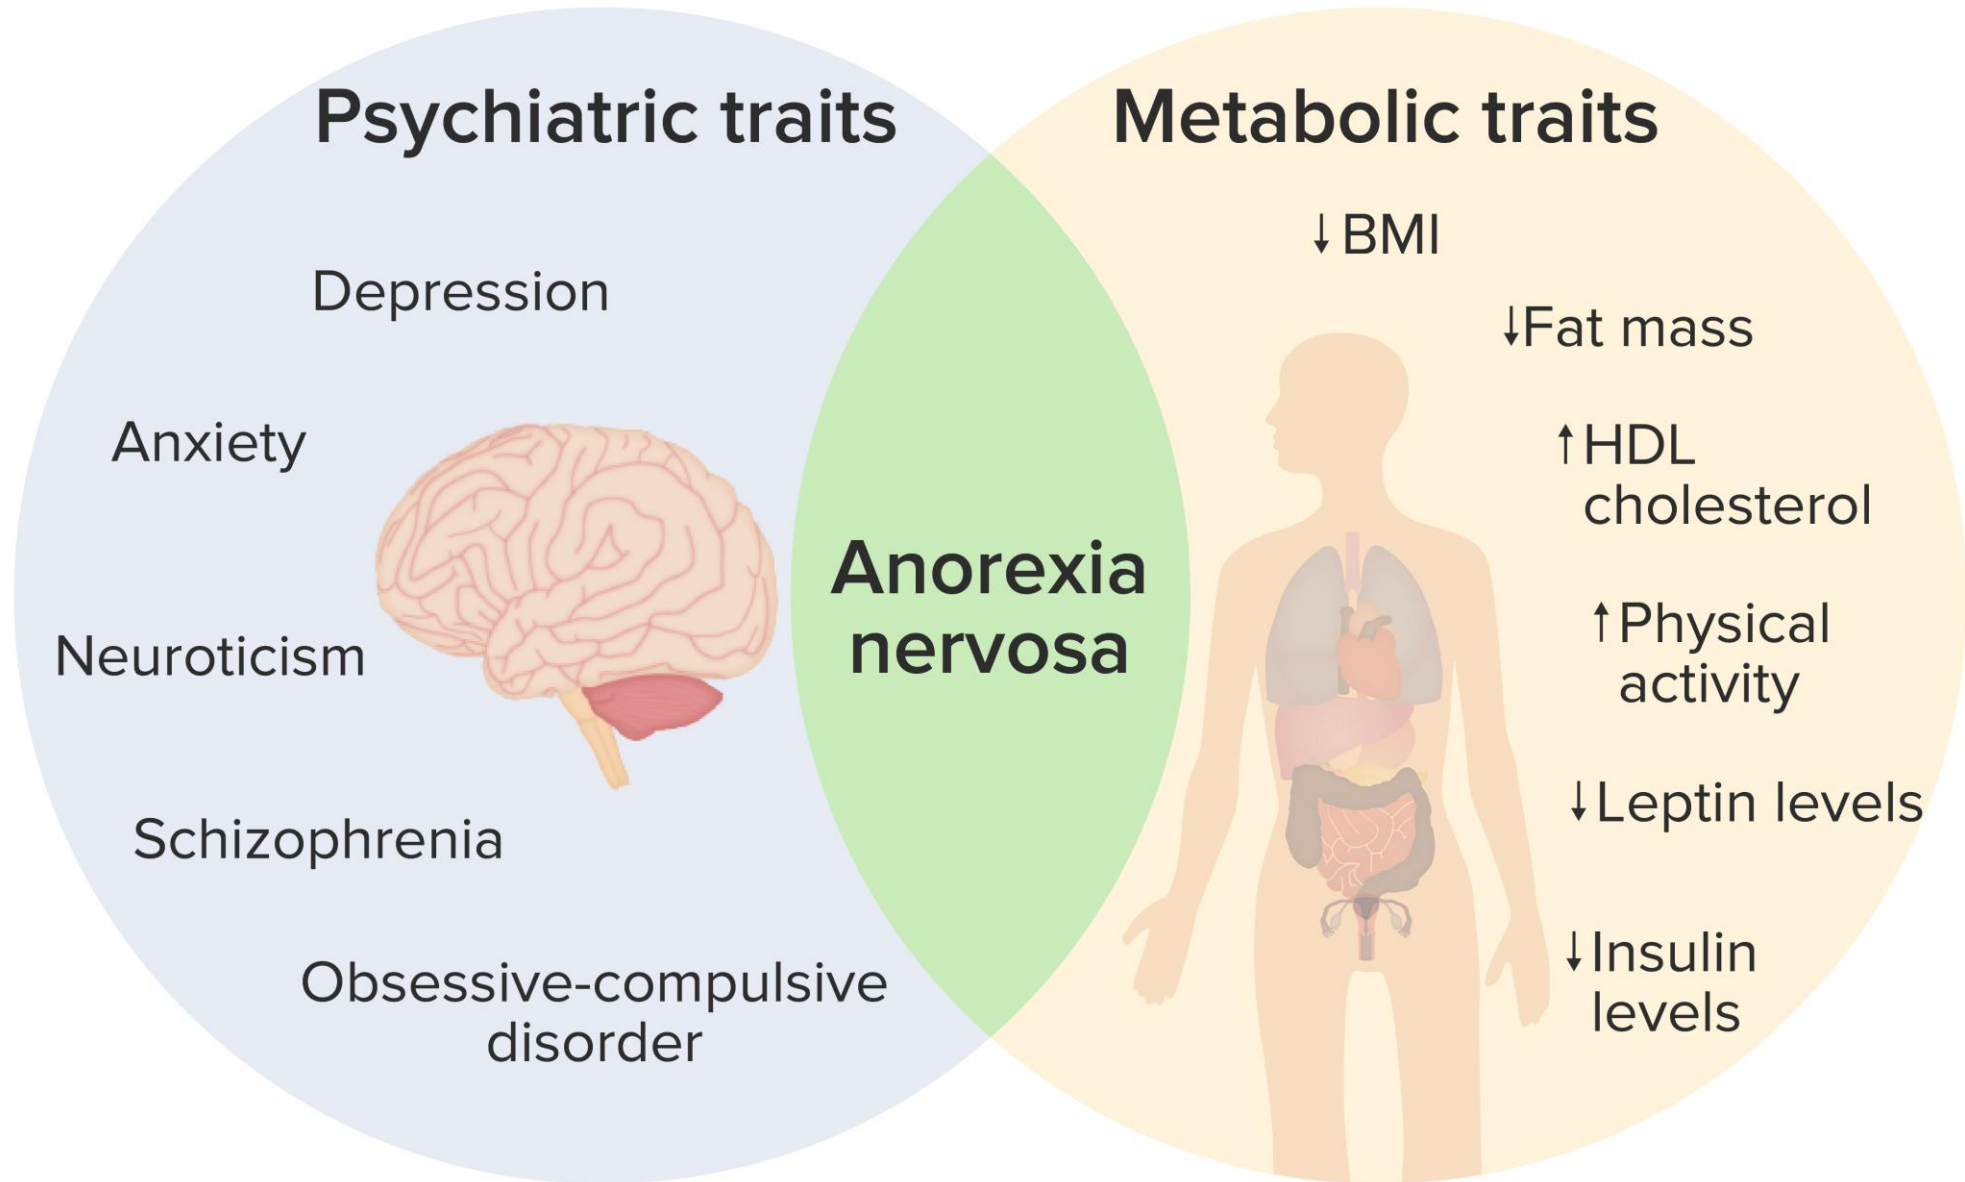 Psychiatric traits
Depression
Anxiety
Neuroticism
Schizophrenia
Obsessive-compulsive
disorder
Anorexia
nervosa
Metabolic traits
↓ BMI
↓Fat mass
↑HDL
cholesterol
↑Physical
activity
↓Leptin levels
↓Insulin
levels